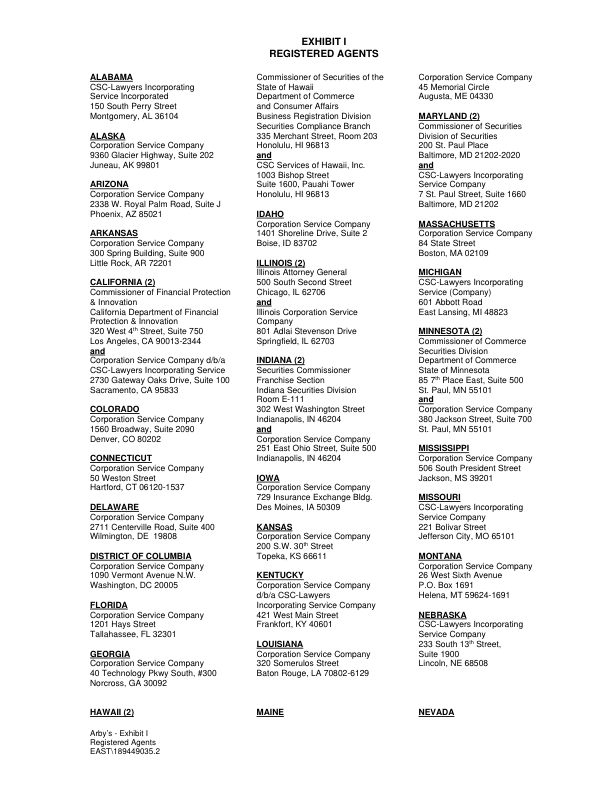 EXHIBIT I
REGISTERED AGENTS
ALABAMA
CSC-Lawyers Incorporating
Service Incorporated
150 South Perry Street
Montgomery, AL 36104
ALASKA
Corporation Service Company
9360 Glacier Highway, Suite 202
Juneau, AK 99801
ARIZONA
Corporation Service Company
2338 W. Royal Palm Road, Suite J
Phoenix, AZ 85021
ARKANSAS
Corporation Service Company
300 Spring Building, Suite 900
Little Rock, AR 72201
CALIFORNIA (2)
Commissioner of Financial Protection
& Innovation
California Department of Financial
Protection & Innovation
320 West 4th Street, Suite 750
Los Angeles, CA 90013-2344
and
Corporation Service Company d/b/a
CSC-Lawyers Incorporating Service
2730 Gateway Oaks Drive, Suite 100
Sacramento, CA 95833
COLORADO
Corporation Service Company
1560 Broadway, Suite 2090
Denver, CO 80202
CONNECTICUT
Corporation Service Company
50 Weston Street
Hartford, CT 06120-1537
DELAWARE
Corporation Service Company
2711 Centerville Road, Suite 400
Wilmington, DE 19808
DISTRICT OF COLUMBIA
Corporation Service Company
1090 Vermont Avenue N.W.
Washington, DC 20005
FLORIDA
Corporation Service Company
1201 Hays Street
Tallahassee, FL 32301
GEORGIA
Corporation Service Company
40 Technology Pkwy South, #300
Norcross, GA 30092
HAWAII (2)
Commissioner of Securities of the
State of Hawaii
Department of Commerce
and Consumer Affairs
Business Registration Division
Securities Compliance Branch
335 Merchant Street, Room 203
Honolulu, HI 96813
and
CSC Services of Hawaii, Inc.
1003 Bishop Street
Suite 1600, Pauahi Tower
Honolulu, HI 96813
IDAHO
Corporation Service Company
1401 Shoreline Drive, Suite 2
Boise, ID 83702
ILLINOIS (2)
Illinois Attorney General
500 South Second Street
Chicago, IL 62706
and
Illinois Corporation Service
Company
801 Adlai Stevenson Drive
Springfield, IL 62703
INDIANA (2)
Securities Commissioner
Franchise Section
Indiana Securities Division
Room E-111
302 West Washington Street
Indianapolis, IN 46204
and
Corporation Service Company
251 East Ohio Street, Suite 500
Indianapolis, IN 46204
IOWA
Corporation Service Company
729 Insurance Exchange Bldg.
Des Moines, IA 50309
KANSAS
Corporation Service Company
200 S.W. 30th Street
Topeka, KS 66611
KENTUCKY
Corporation Service Company
d/b/a CSC-Lawyers
Incorporating Service Company
421 West Main Street
Frankfort, KY 40601
LOUISIANA
Corporation Service Company
320 Somerulos Street
Baton Rouge, LA 70802-6129
MAINE
Corporation Service Company
45 Memorial Circle
Augusta, ME 04330
MARYLAND (2)
Commissioner of Securities
Division of Securities
200 St. Paul Place
Baltimore, MD 21202-2020
and
CSC-Lawyers Incorporating
Service Company
7 St. Paul Street, Suite 1660
Baltimore, MD 21202
MASSACHUSETTS
Corporation Service Company
84 State Street
Boston, MA 02109
MICHIGAN
CSC-Lawyers Incorporating
Service (Company)
601 Abbott Road
East Lansing, MI 48823
MINNESOTA (2)
Commissioner of Commerce
Securities Division
Department of Commerce
State of Minnesota
85 7th Place East, Suite 500
St. Paul, MN 55101
and
Corporation Service Company
380 Jackson Street, Suite 700
St. Paul, MN 55101
MISSISSIPPI
Corporation Service Company
506 South President Street
Jackson, MS 39201
MISSOURI
CSC-Lawyers Incorporating
Service Company
221 Bolivar Street
Jefferson City, MO 65101
MONTANA
Corporation Service Company
26 West Sixth Avenue
P.O. Box 1691
Helena, MT 59624-1691
NEBRASKA
CSC-Lawyers Incorporating
Service Company
233 South 13th Street,
Suite 1900
Lincoln, NE 68508
NEVADA
Arby's - Exhibit I
Registered Agents
EAST\189449035.2